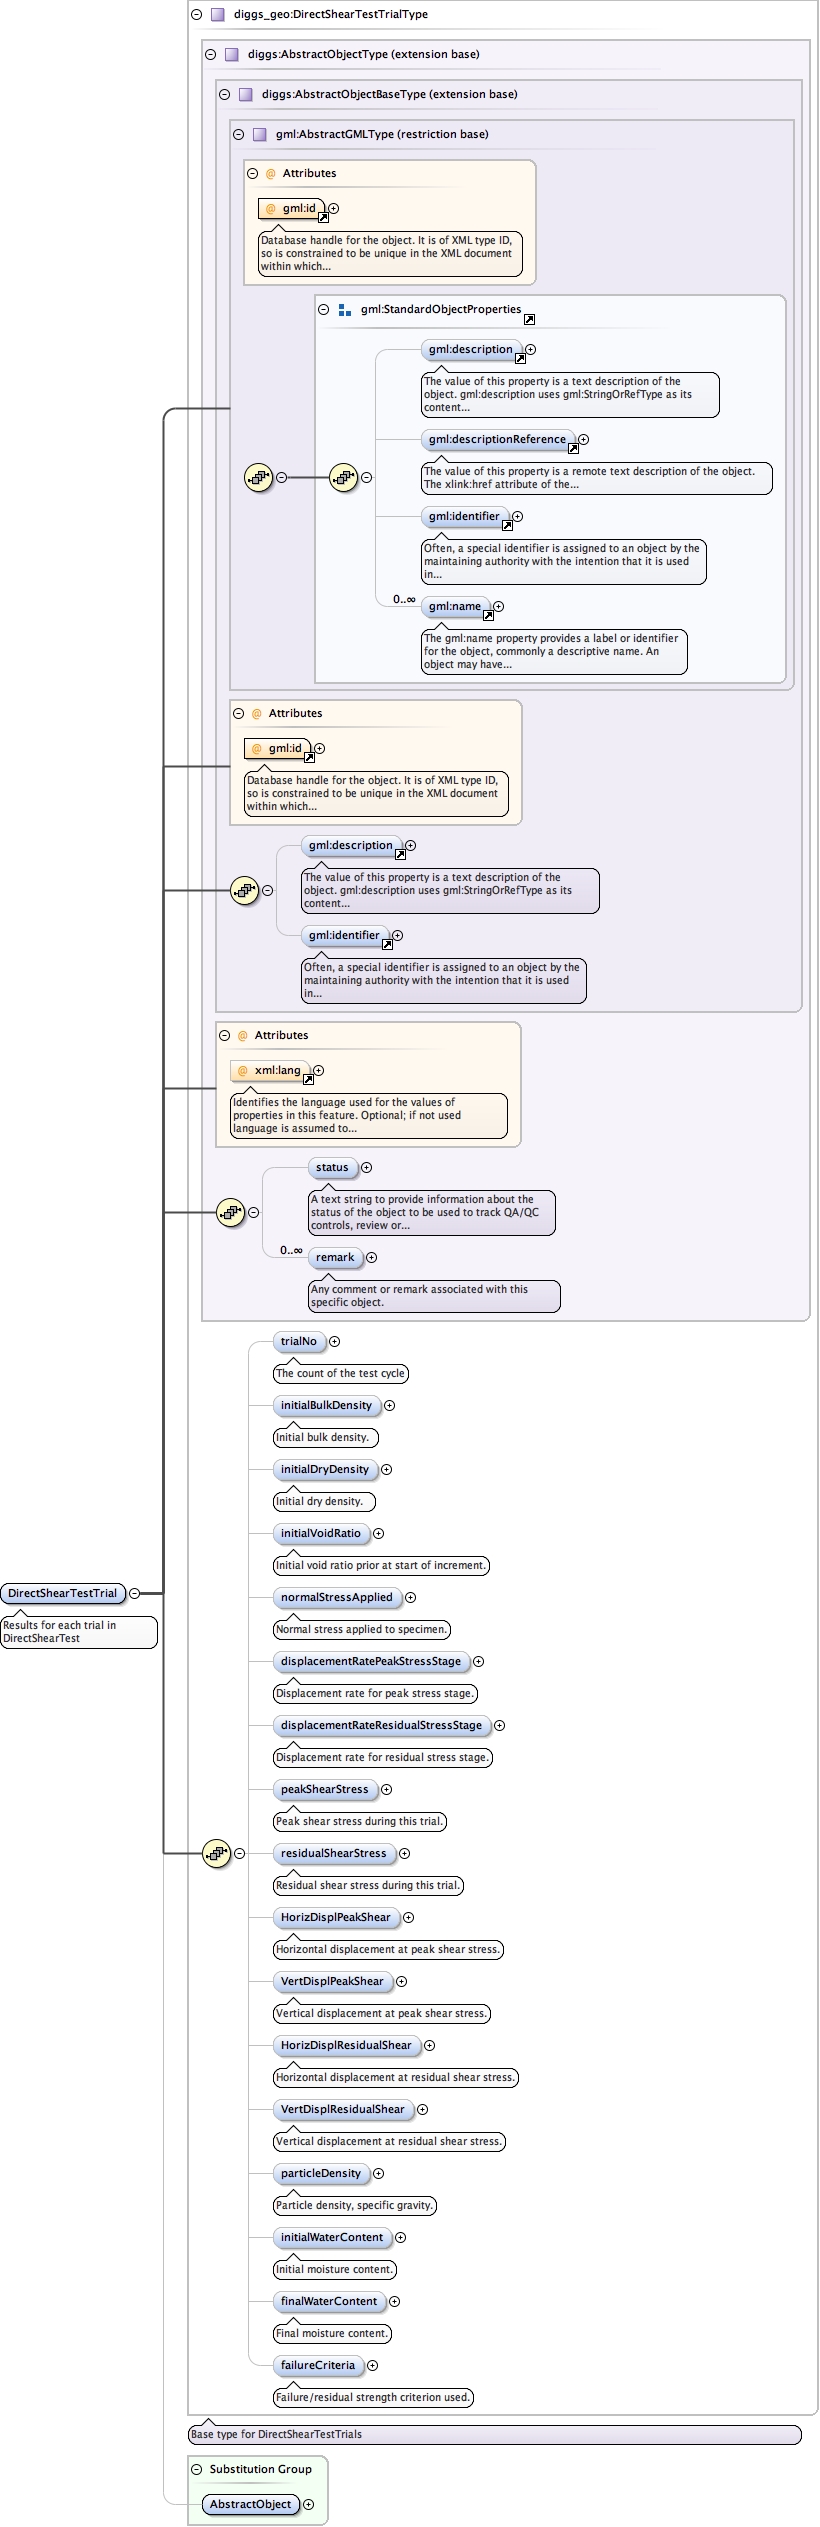 diggs_geo:DirectShearTestTrialType
diggs:AbstractObjectType (extension base)
diggs:AbstractObjectBaseType (extension base)
gml:AbstractGMLType (restriction base)
@ Attributes
@ gml:id
Database handle for the object. It is of XML type ID,
so is constrained to be unique in the XML document
within which...
gml:StandardObjectProperties
gml:description
The value of this property is a text description of the
object. gml:description uses gml:StringOrRefType as its
content...
gml:descriptionReference
The value of this property is a remote text description of the object.
The xlink:href attribute of the...
gml:identifier
Often, a special identifier is assigned to an object by the
maintaining authority with the intention that it is used
in...
0..∞
gml:name
The gml:name property provides a label or identifier
for the object, commonly a descriptive name. An
object may have...
@ Attributes
@ gml:id
Database handle for the object. It is of XML type ID,
so is constrained to be unique in the XML document
within which...
gml:description
The value of this property is a text description of the
object. gml:description uses gml:StringOrRefType as its
content...
gml:identifier
Often, a special identifier is assigned to an object by the
maintaining authority with the intention that it is used
in...
@ Attributes
@ xml:lang
Identifies the language used for the values of
properties in this feature. Optional; if not used
language is assumed to...
status
A text string to provide information about the
status of the object to be used to track QA/QC
controls, review or...
0..∞
remark
Any comment or remark associated with this
specific object.
trialNo
The count of the test cycle
initialBulkDensity
Initial bulk density.
initialDryDensity
Initial dry density.
initialVoidRatio
Initial void ratio prior at start of increment.
DirectShearTestTrial
Results for each trial in
DirectShearTest
normalStressApplied
Normal stress applied to specimen.
displacementRatePeakStressStage
Displacement rate for peak stress stage.
displacementRateResidualStressStage
Displacement rate for residual stress stage.
peakShearStress
Peak shear stress during this trial.
residualShearStress
Residual shear stress during this trial.
HorizDisplPeakShear
Horizontal displacement at peak shear stress.
VertDisplPeakShear
Vertical displacement at peak shear stress.
HorizDisplResidualShear
Horizontal displacement at residual shear stress.
VertDisplResidualShear
Vertical displacement at residual shear stress.
particleDensity
Particle density, specific gravity.
initialWaterContent
Initial moisture content.
finalWaterContent
Final moisture content.
failureCriteria
Failure/residual strength criterion used.
Base type for DirectShearTestTrials
Substitution Group
AbstractObject